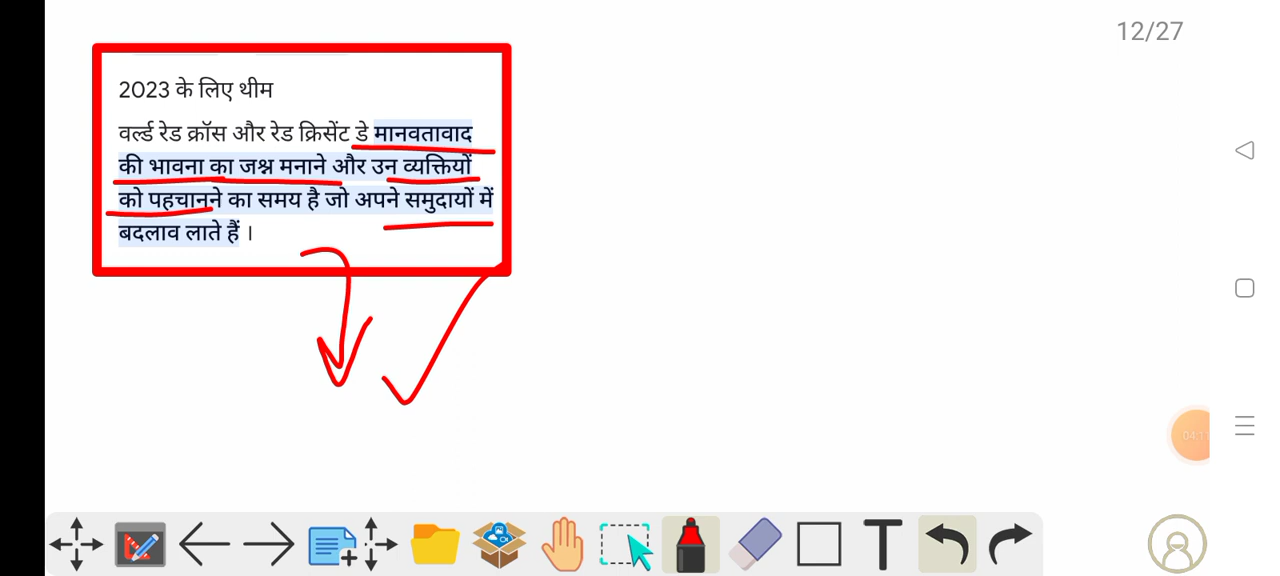 12/27
2023 के लिए थीम
वर्ल्ड रेड क्रॉस और रेड क्रिसेंट डे मानवतावाद
की भावना का जश्न मनाने और उन व्यक्तियों
को पहचानने का समय है जो अपने समुदायों में
बदलाव लाते हैं ।